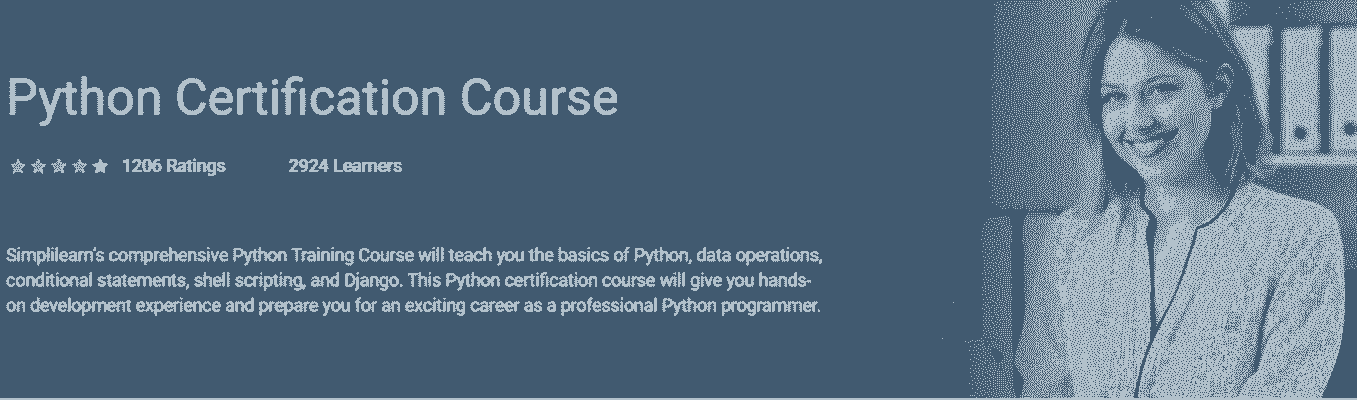 Python Certification Course
1206 Ratings 2924 Learners
Simplilearn's comprehensive Python Training Course will teach you the basics of Python, data operations,
conditional statements, shell scripting, and Django. This Python certification course will give you hands-
on development experience and prepare you for an exciting career as a professional Python programmer.